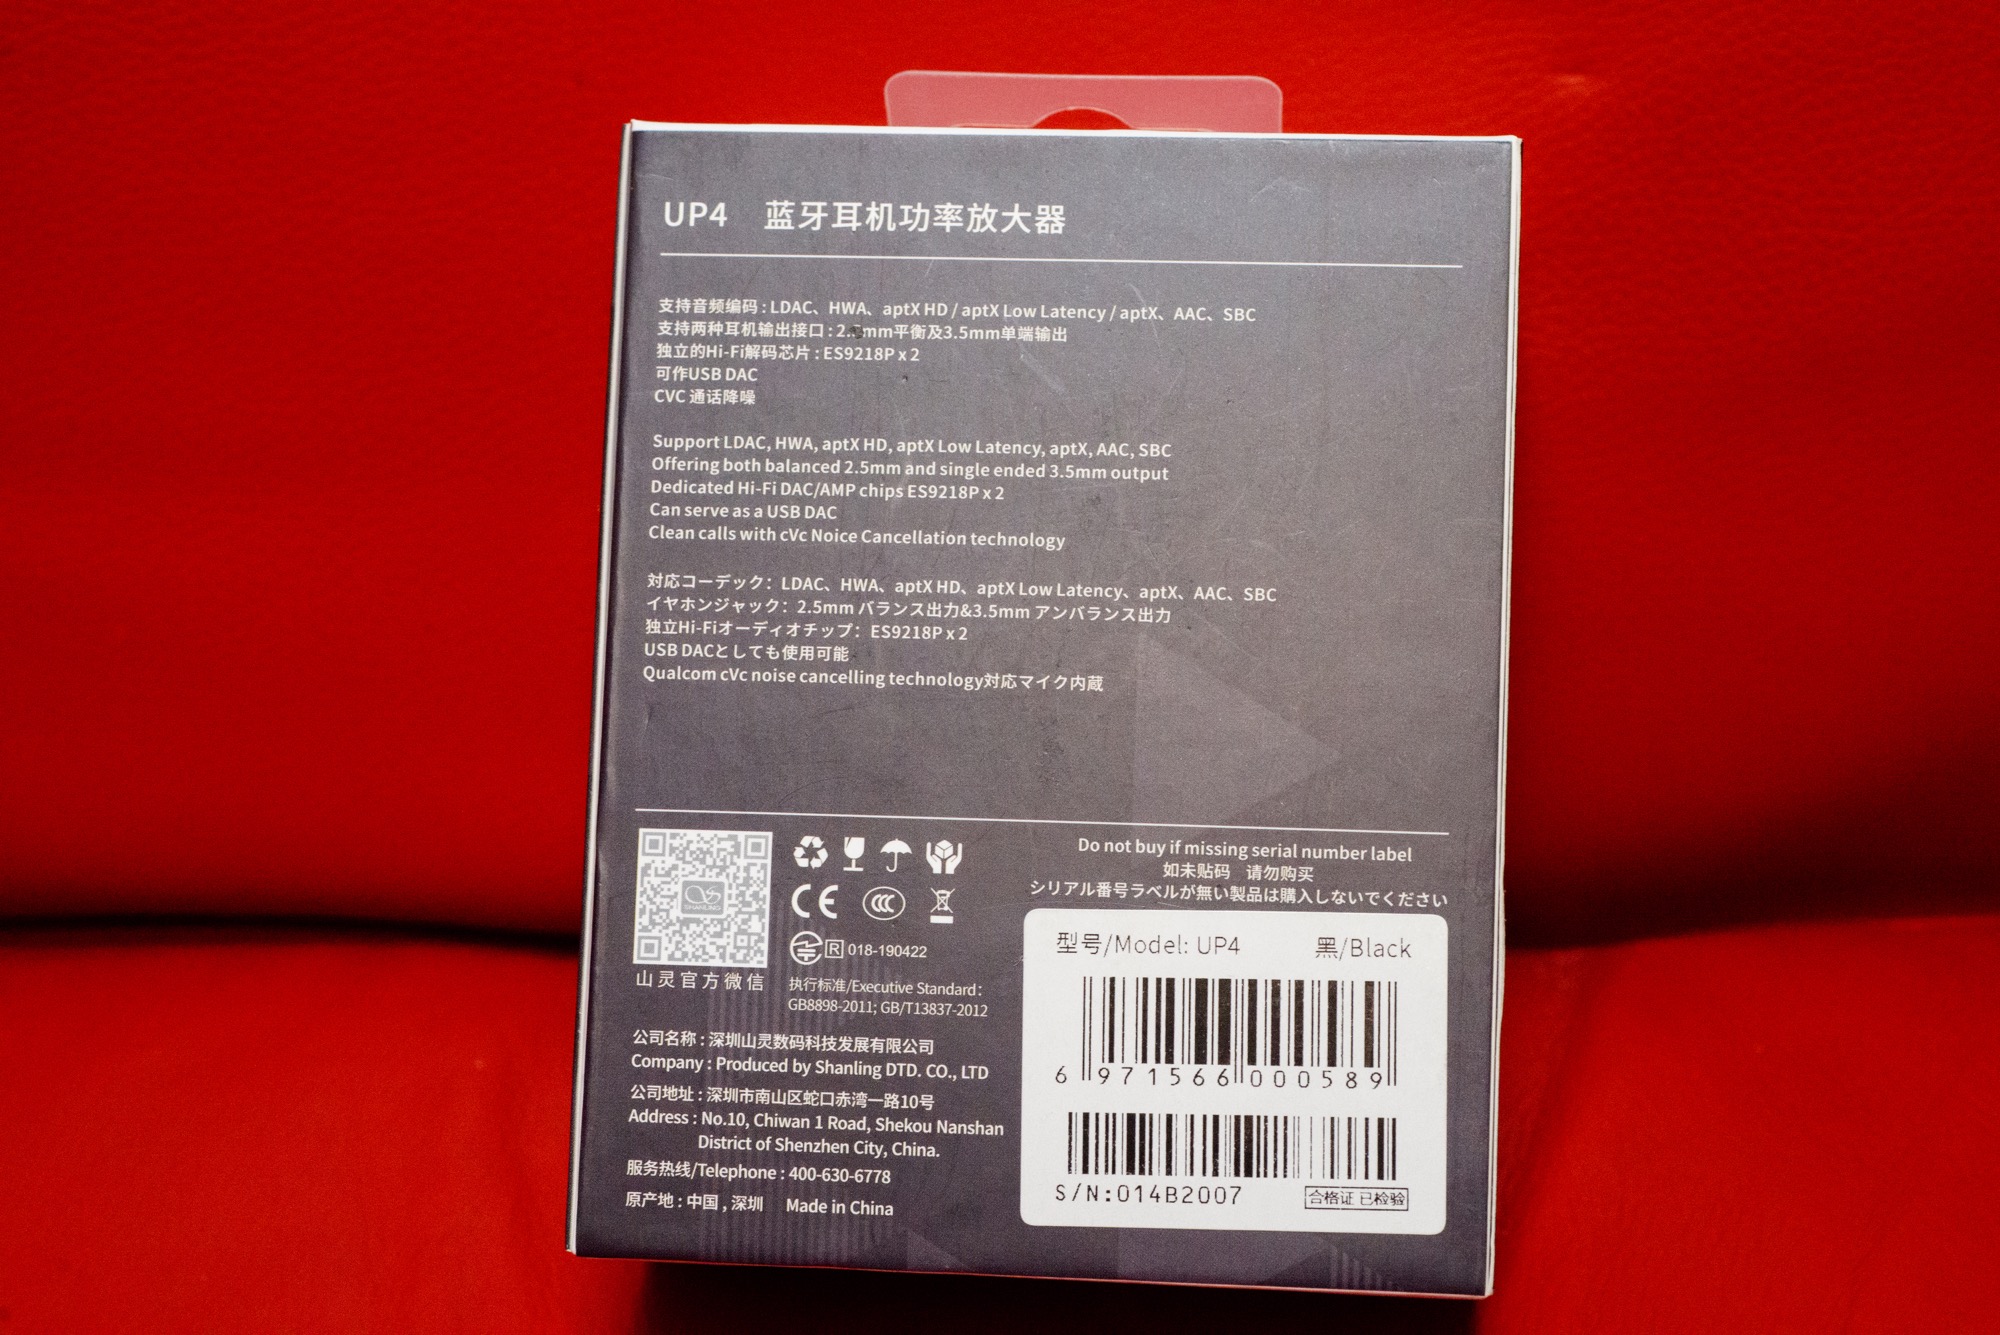 UP4 蓝牙耳机功率放大器
支持音频编码 : LDAC、HWA、aptX HD / aptX Low Latency / aptX、AAC、SBC
支持两种耳机输出接口 : 2. mm平衡及3.5mm单端输出
独立的Hi-Fi解码芯片 : ES9218P x 2
可作USB DAC
CVC 通话降噪
Support LDAC, HWA, aptX HD, aptX Low Latency, aptX, AAC, SBC
Offering both balanced 2.5mm and single ended 3.5mm output
Dedicated Hi-Fi DAC/AMP chips ES9218P x 2
Can serve as a USB DAC
Clean calls with cVc Noice Cancellation technology
対応コーデック： LDAC、HWA、aptX HD、aptX Low Latency、aptX、AAC、SBC
イヤホンジャック： 2.5mm バランス出力&3.5mm アンバランス出力
独立Hi-Fiオーディオチップ： ES9218P x 2
USB DACとしても使用可能
Qualcom cVc noise cancelling technology対応マイク内蔵
SHANLING
山灵官方微信
CE
CCC
R 018-190422
执行标准/Executive Standard：
GB8898-2011; GB/T13837-2012
公司名称 : 深圳山灵数码科技发展有限公司
Company : Produced by Shanling DTD. CO., LTD
公司地址 : 深圳市南山区蛇口赤湾一路10号
Address : No.10, Chiwan 1 Road, Shekou Nanshan
District of Shenzhen City, China.
服务热线/Telephone : 400-630-6778
原产地 : 中国 , 深圳 Made in China
Do not buy if missing serial number label
如未贴码 请勿购买
シリアル番号ラベルが無い製品は購入しないでください
型号/Model: UP4 黑/Black
6 971566 000589
S/N:014B2007 合格证 已检验